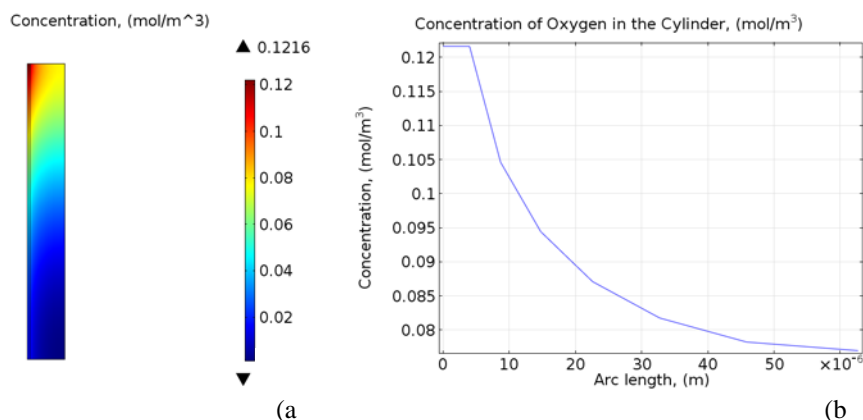 Concentration, (mol/m^3)
▲ 0.1216
0.12
0.1
0.08
0.06
0.04
0.02
▼
(a
Concentration of Oxygen in the Cylinder, (mol/m³)
Concentration, (mol/m³)
0.12
0.115
0.11
0.105
0.1
0.095
0.09
0.085
0.08
0 10 20 30 40 50 ×10⁻⁶
Arc length, (m)
(b